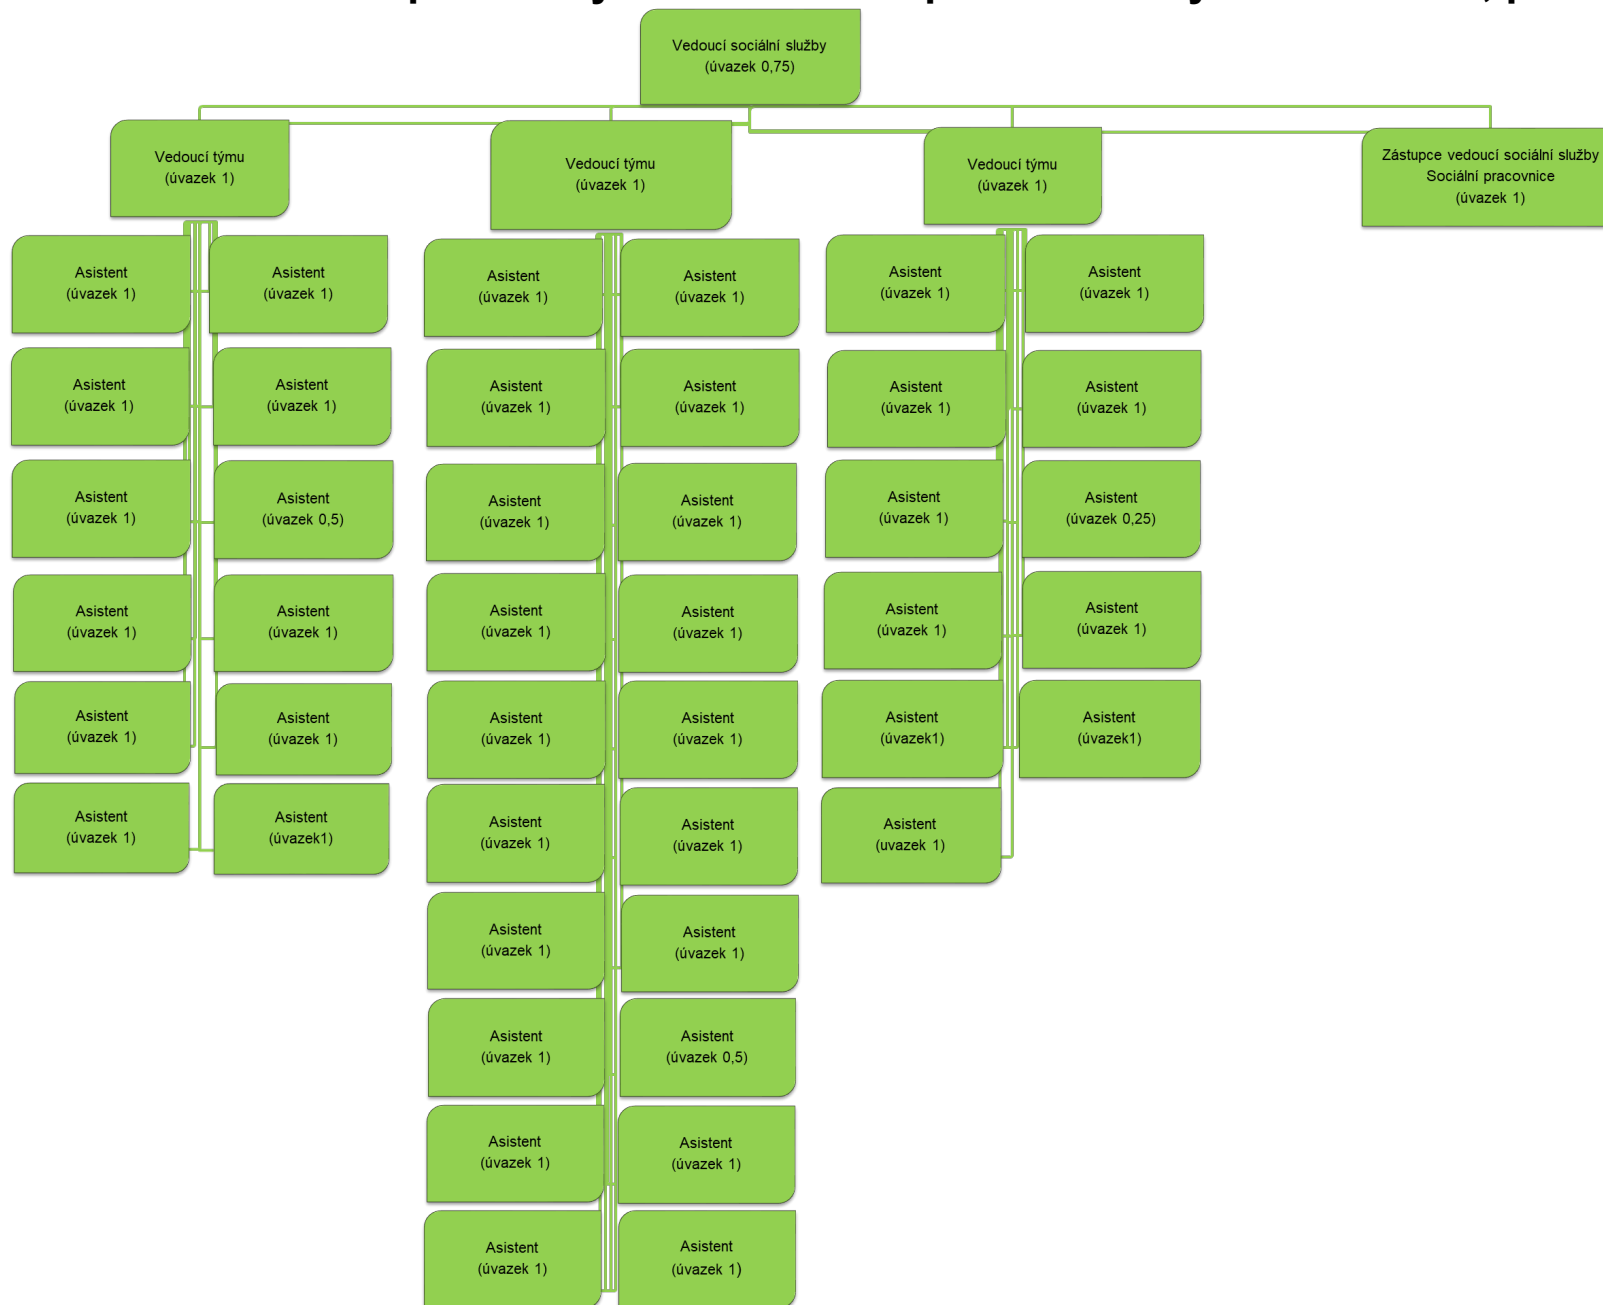 Vedoucí sociální služby
(úvazek 0,75)
Vedoucí týmu
(úvazek 1)
Vedoucí týmu
(úvazek 1)
Vedoucí týmu
(úvazek 1)
Zástupce vedoucí sociální služby
Sociální pracovnice
(úvazek 1)
Asistent
(úvazek 1)
Asistent
(úvazek 1)
Asistent
(úvazek 1)
Asistent
(úvazek 1)
Asistent
(úvazek 1)
Asistent
(úvazek 0,5)
Asistent
(úvazek 1)
Asistent
(úvazek 1)
Asistent
(úvazek 1)
Asistent
(úvazek 1)
Asistent
(úvazek 1)
Asistent
(úvazek1)
Asistent
(úvazek 1)
Asistent
(úvazek 1)
Asistent
(úvazek 1)
Asistent
(úvazek 1)
Asistent
(úvazek 1)
Asistent
(úvazek 1)
Asistent
(úvazek 1)
Asistent
(úvazek 1)
Asistent
(úvazek 1)
Asistent
(úvazek 1)
Asistent
(úvazek 1)
Asistent
(úvazek 1)
Asistent
(úvazek 1)
Asistent
(úvazek 1)
Asistent
(úvazek 1)
Asistent
(úvazek 0,5)
Asistent
(úvazek 1)
Asistent
(úvazek 1)
Asistent
(úvazek 1)
Asistent
(úvazek 1)
Asistent
(úvazek 1)
Asistent
(úvazek 1)
Asistent
(úvazek 1)
Asistent
(úvazek 1)
Asistent
(úvazek 1)
Asistent
(úvazek 0,25)
Asistent
(úvazek 1)
Asistent
(úvazek 1)
Asistent
(úvazek1)
Asistent
(úvazek1)
Asistent
(uvazek 1)